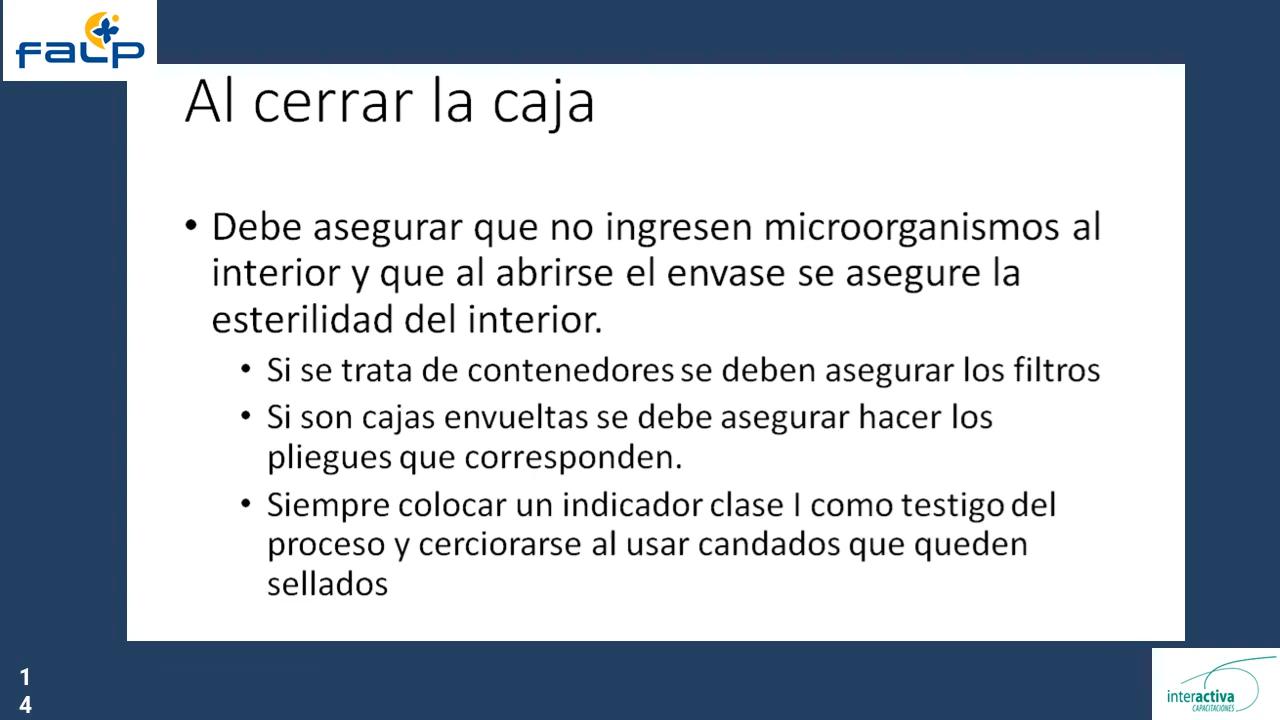 falp
Al cerrar la caja
• Debe asegurar que no ingresen microorganismos al
interior y que al abrirse el envase se asegure la
esterilidad del interior.
• Si se trata de contenedores se deben asegurar los filtros
• Si son cajas envueltas se debe asegurar hacer los
pliegues que corresponden.
• Siempre colocar un indicador clase I como testigo del
proceso y cerciorarse al usar candados que queden
sellados
1
4
interactiva
CAPACITACIONES